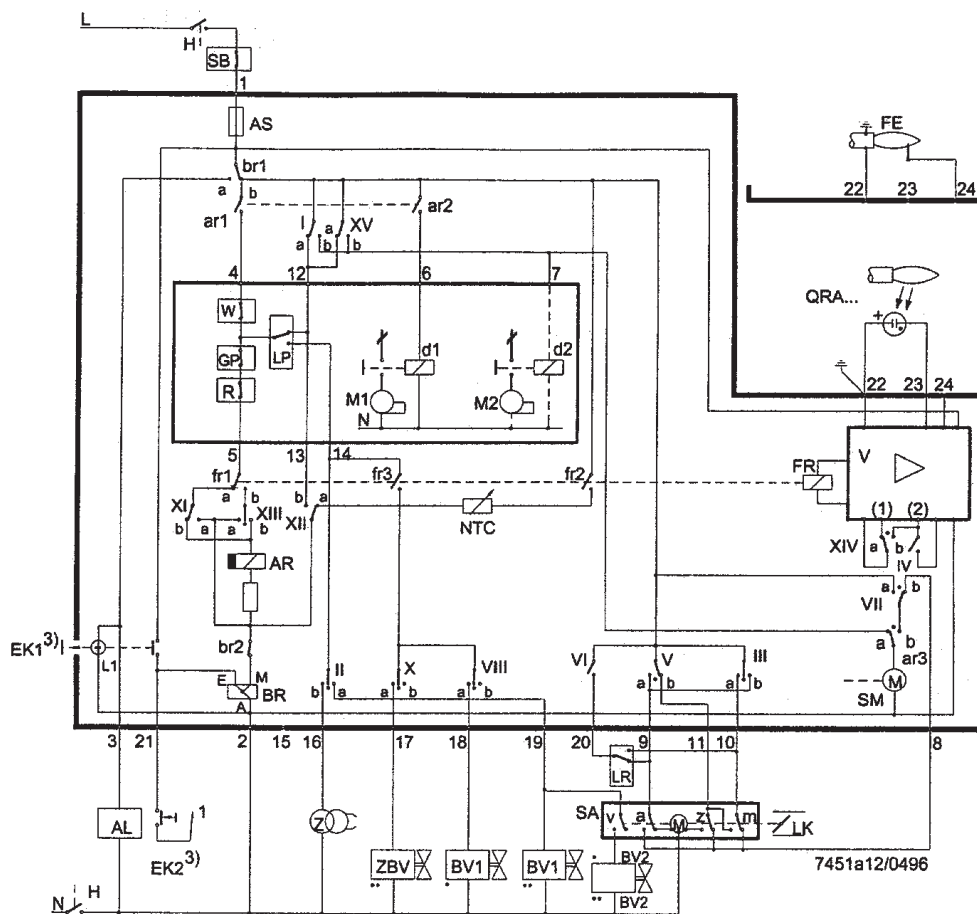 L
H
SB
1
AS
FE
br1
22 23 24
a b
ar1
I
XV
ar2
a b a b
4 12 6 7
QRA...
+
W
LP
d1
d2
GP
R
M1
M2
N
22 23 24
V
5 13 14
fr1
fr3
fr2
FR
XI
a b
b a
XIII
a b
XII
b a
NTC
(1) (2)
XIV
a b
IV
AR
a b
VII
EK1 3)
L1
br2
a b
ar3
E M
BR
A
II
X
VIII
VI
V
III
M
SM
b a
a b
a b
a b
a b
3 21 2 15 16 17 18 19 20 9 11 10 8
LR
AL
1
EK2 3)
Z
SA
v a M z m
LK
ZBV
BV1
BV1
BV2
BV2
7451a12/0496
N H